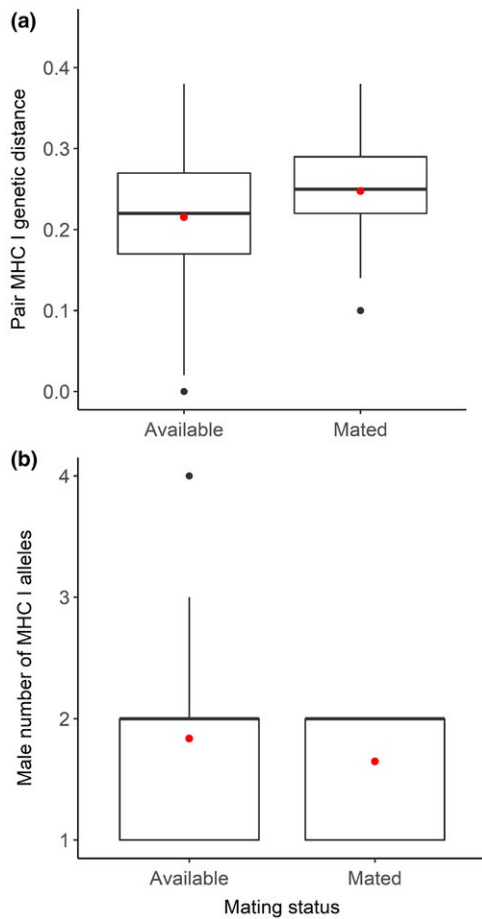 (a)
Pair MHC I genetic distance
0.4
0.3
0.2
0.1
0.0
Available Mated
(b)
Male number of MHC I alleles
4
3
2
1
Available Mated
Mating status